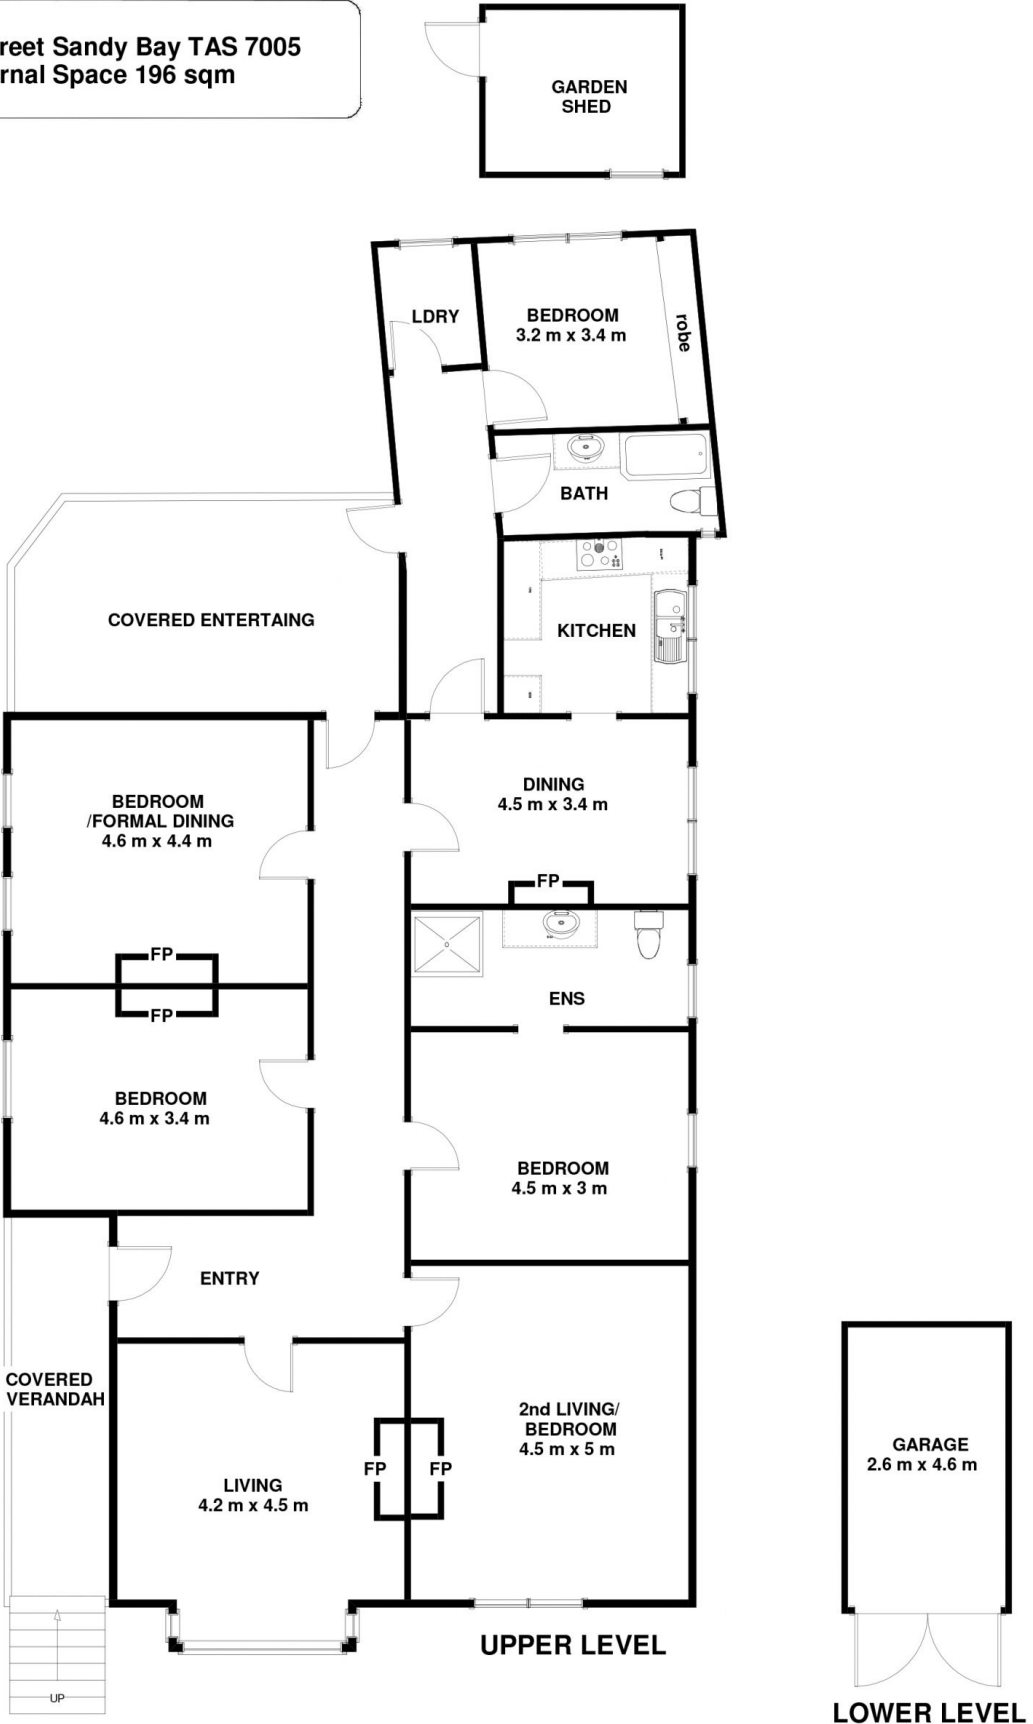 Sandy Bay TAS 7005
Space 196 sqm
GARDEN
SHED
LDRY
BEDROOM
3.2 m x 3.4 m
robe
BATH
COVERED ENTERTAING
KITCHEN
DINING
4.5 m x 3.4 m
BEDROOM
/FORMAL DINING
4.6 m x 4.4 m
FP
FP
FP
ENS
BEDROOM
4.6 m x 3.4 m
BEDROOM
4.5 m x 3 m
ENTRY
COVERED
VERANDAH
2nd LIVING/
BEDROOM
4.5 m x 5 m
FP
FP
LIVING
4.2 m x 4.5 m
GARAGE
2.6 m x 4.6 m
UP
UPPER LEVEL
LOWER LEVEL